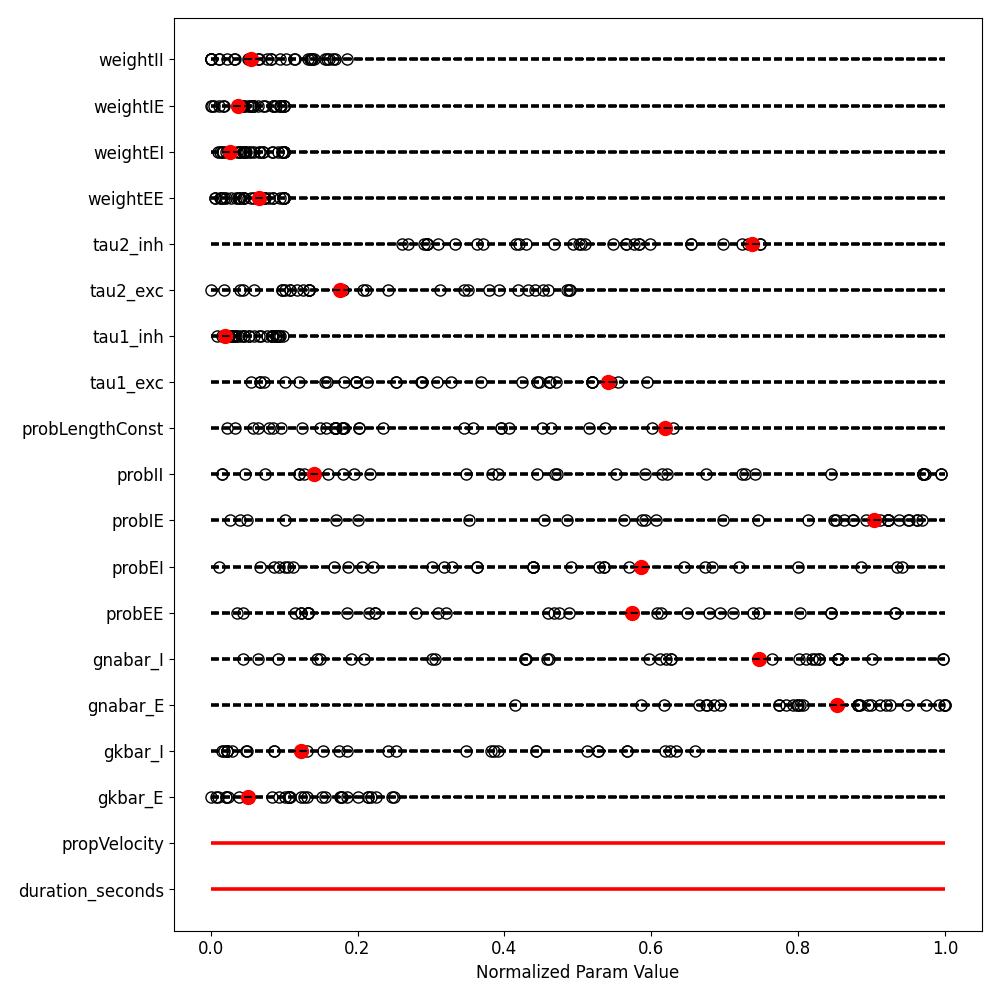 weightII
weightIE
weightEI
weightEE
tau2_inh
tau2_exc
tau1_inh
tau1_exc
probLengthConst
probII
probIE
probEI
probEE
gnabar_I
gnabar_E
gkbar_I
gkbar_E
propVelocity
duration_seconds
0.0 0.2 0.4 0.6 0.8 1.0
Normalized Param Value